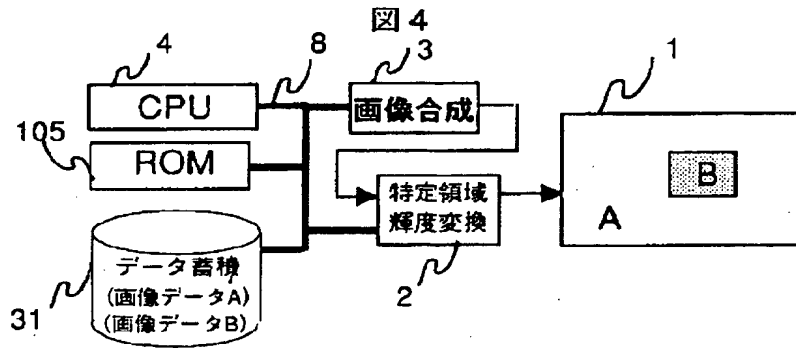 図4
4
8
3
1
CPU
画像合成
105
ROM
特定領域
輝度変換
B
A
データ蓄積
(画像データA)
(画像データB)
31
2